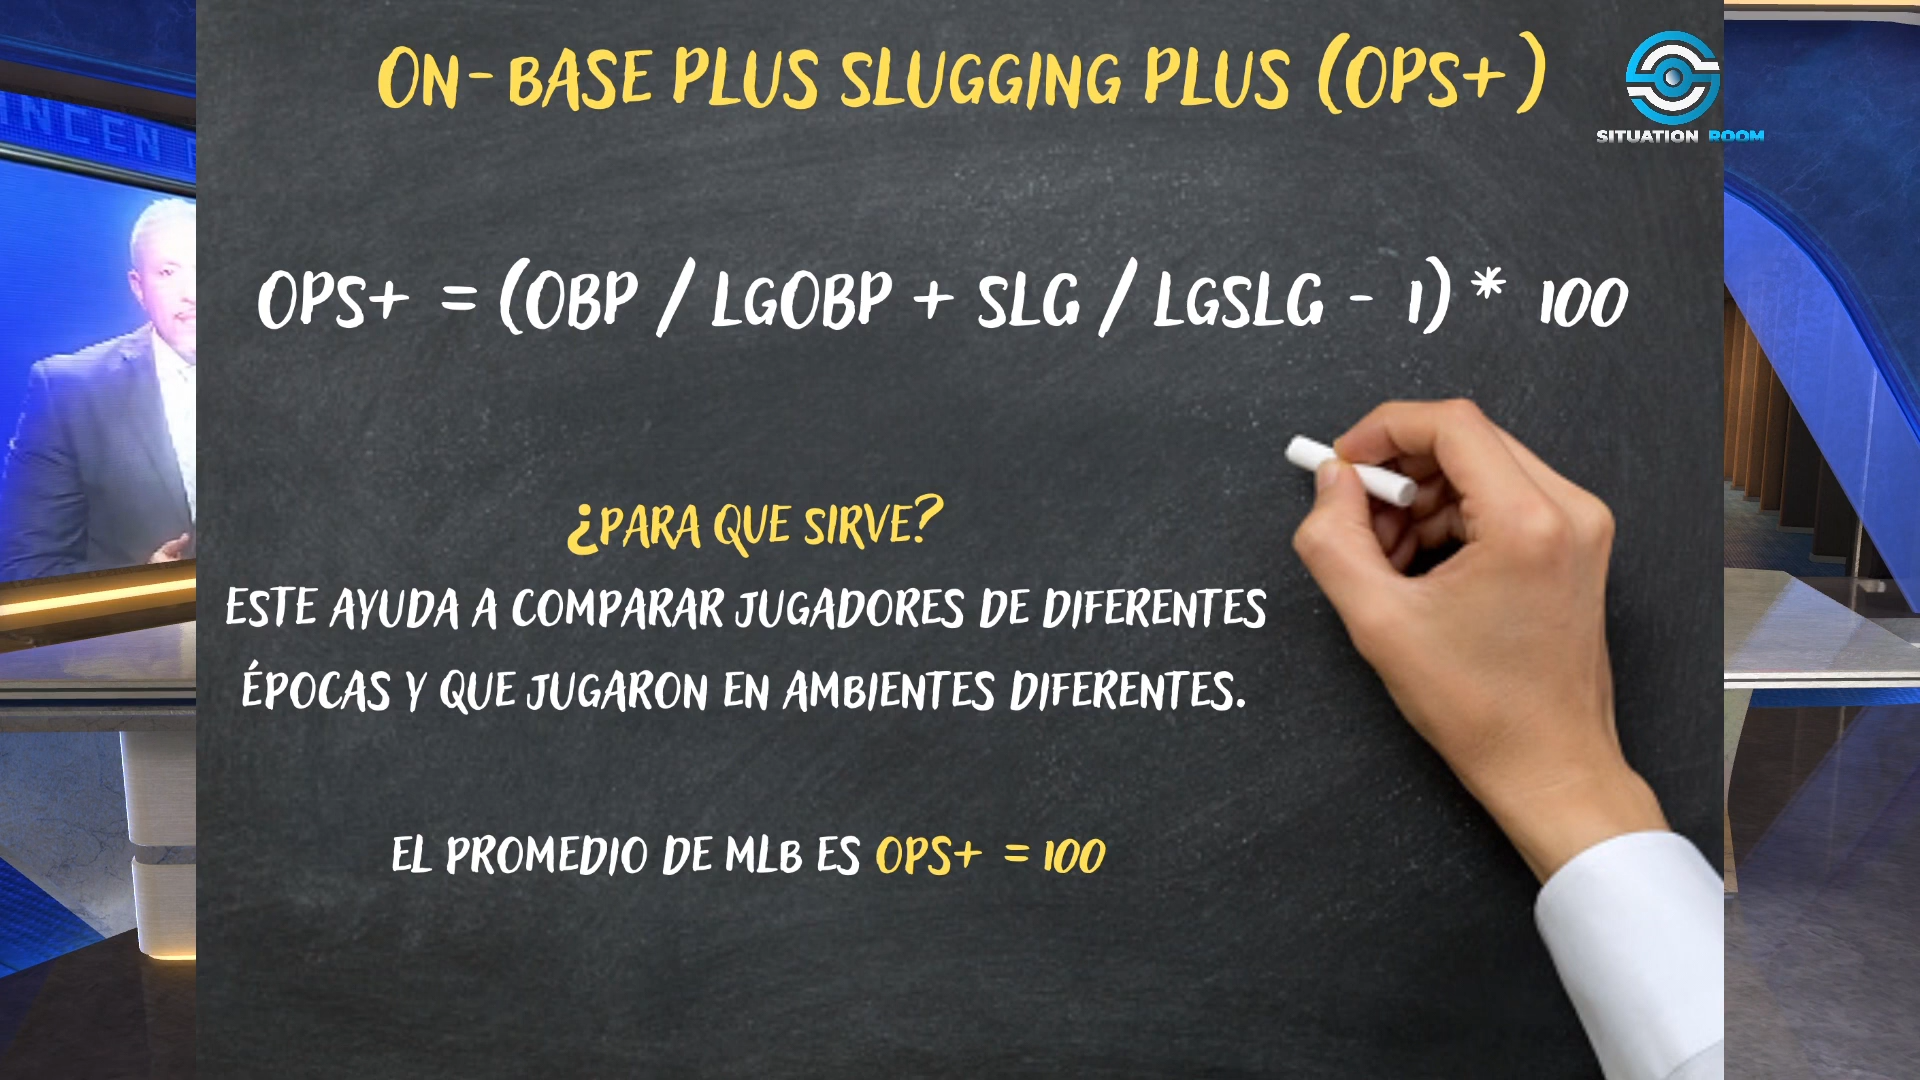 ON-BASE PLUS SLUGGING PLUS (OPS+)
SITUATION ROOM
OPS+ = (OBP / LGOBP + SLG / LGSLG - 1) * 100
¿PARA QUE SIRVE?
ESTE AYUDA A COMPARAR JUGADORES DE DIFERENTES
ÉPOCAS Y QUE JUGARON EN AMBIENTES DIFERENTES.
EL PROMEDIO DE MLB ES OPS+ = 100